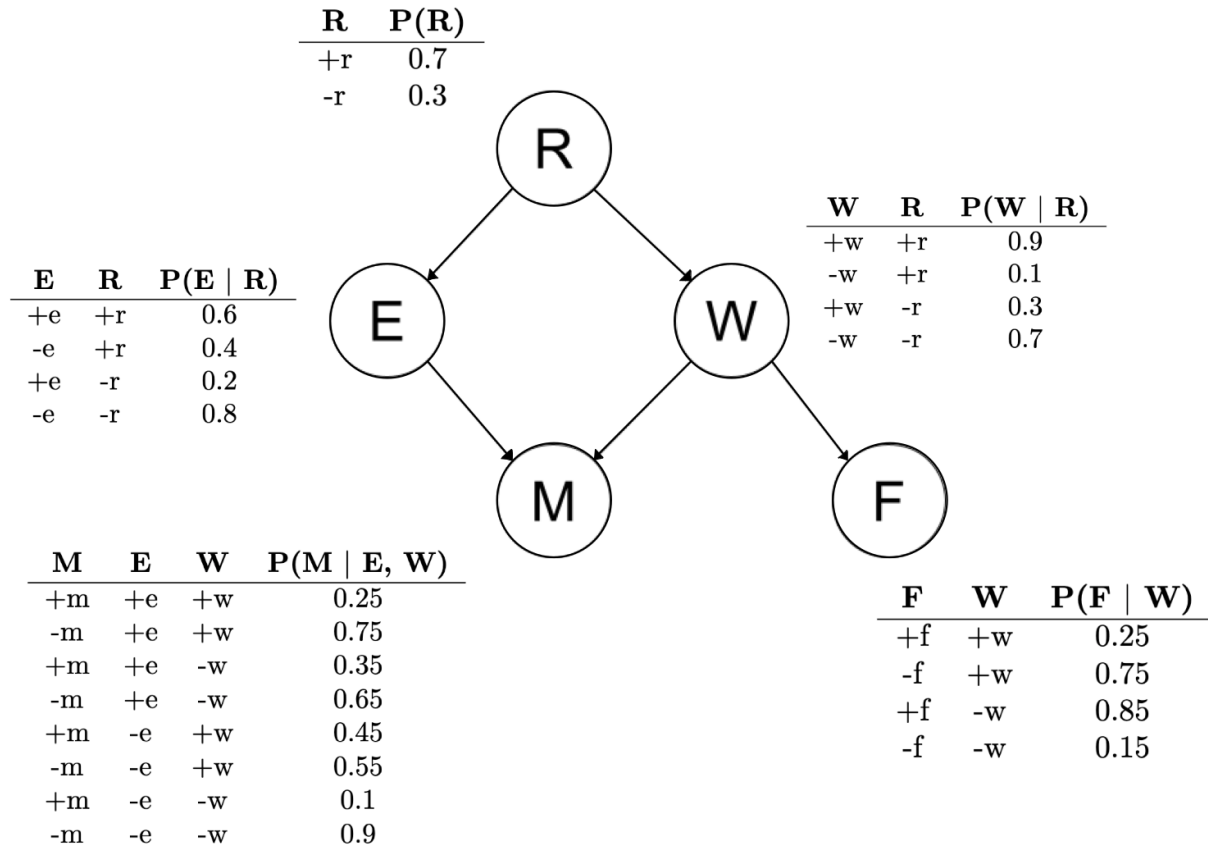 R P(R)
+r 0.7
-r 0.3
R
W R P(W | R)
+w +r 0.9
-w +r 0.1
+w -r 0.3
-w -r 0.7
E R P(E | R)
+e +r 0.6
-e +r 0.4
+e -r 0.2
-e -r 0.8
E
W
M
F
M E W P(M | E, W)
+m +e +w 0.25
-m +e +w 0.75
+m +e -w 0.35
-m +e -w 0.65
+m -e +w 0.45
-m -e +w 0.55
+m -e -w 0.1
-m -e -w 0.9
F W P(F | W)
+f +w 0.25
-f +w 0.75
+f -w 0.85
-f -w 0.15